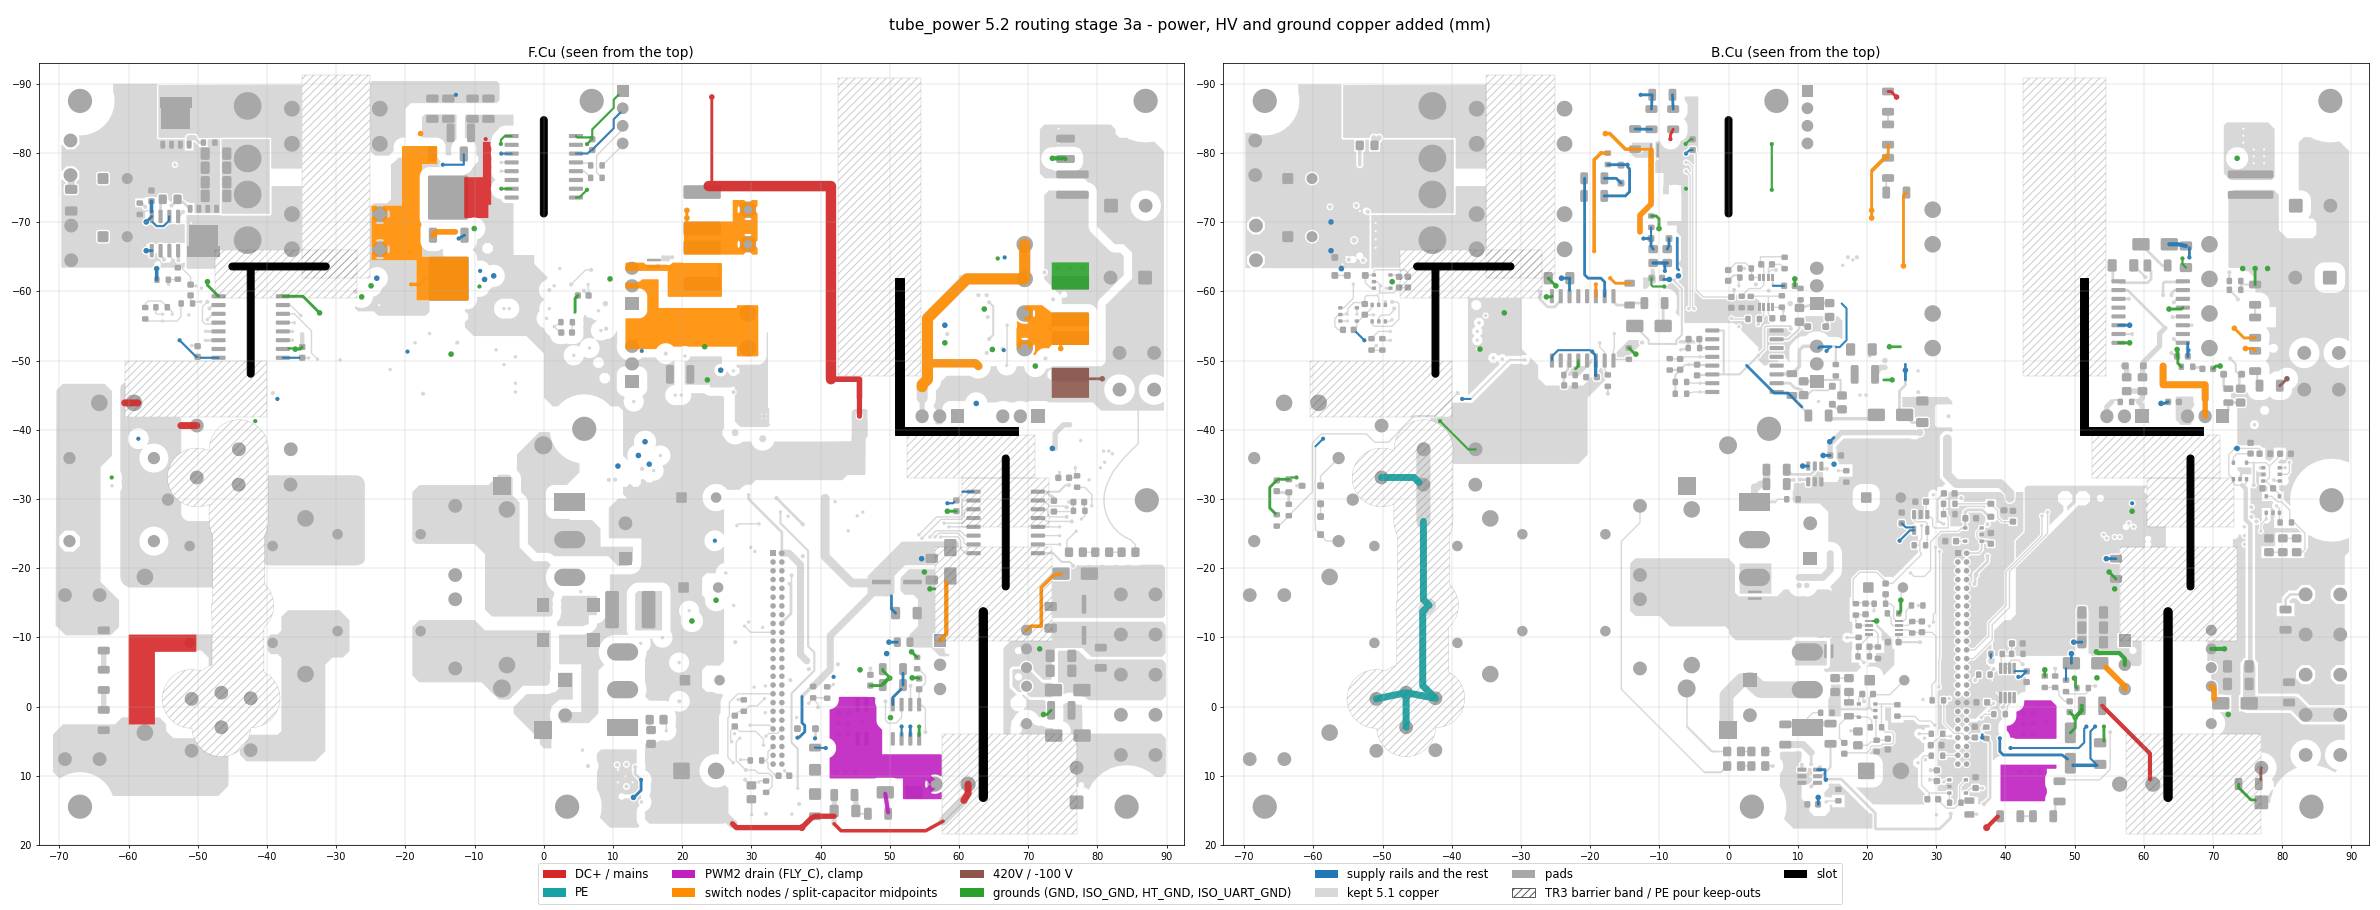 tube_power 5.2 routing stage 3a - power, HV and ground copper added (mm)
F.Cu (seen from the top)
B.Cu (seen from the top)
−90
−80
−70
−60
−50
−40
−30
−20
−10
0
10
20
−70 −60 −50 −40 −30 −20 −10 0 10 20 30 40 50 60 70 80 90
−90
−80
−70
−60
−50
−40
−30
−20
−10
0
10
20
−70 −60 −50 −40 −30 −20 −10 0 10 20 30 40 50 60 70 80 90
DC+ / mains
PE
PWM2 drain (FLY_C), clamp
switch nodes / split-capacitor midpoints
420V / -100 V
grounds (GND, ISO_GND, HT_GND, ISO_UART_GND)
supply rails and the rest
kept 5.1 copper
pads
TR3 barrier band / PE pour keep-outs
slot